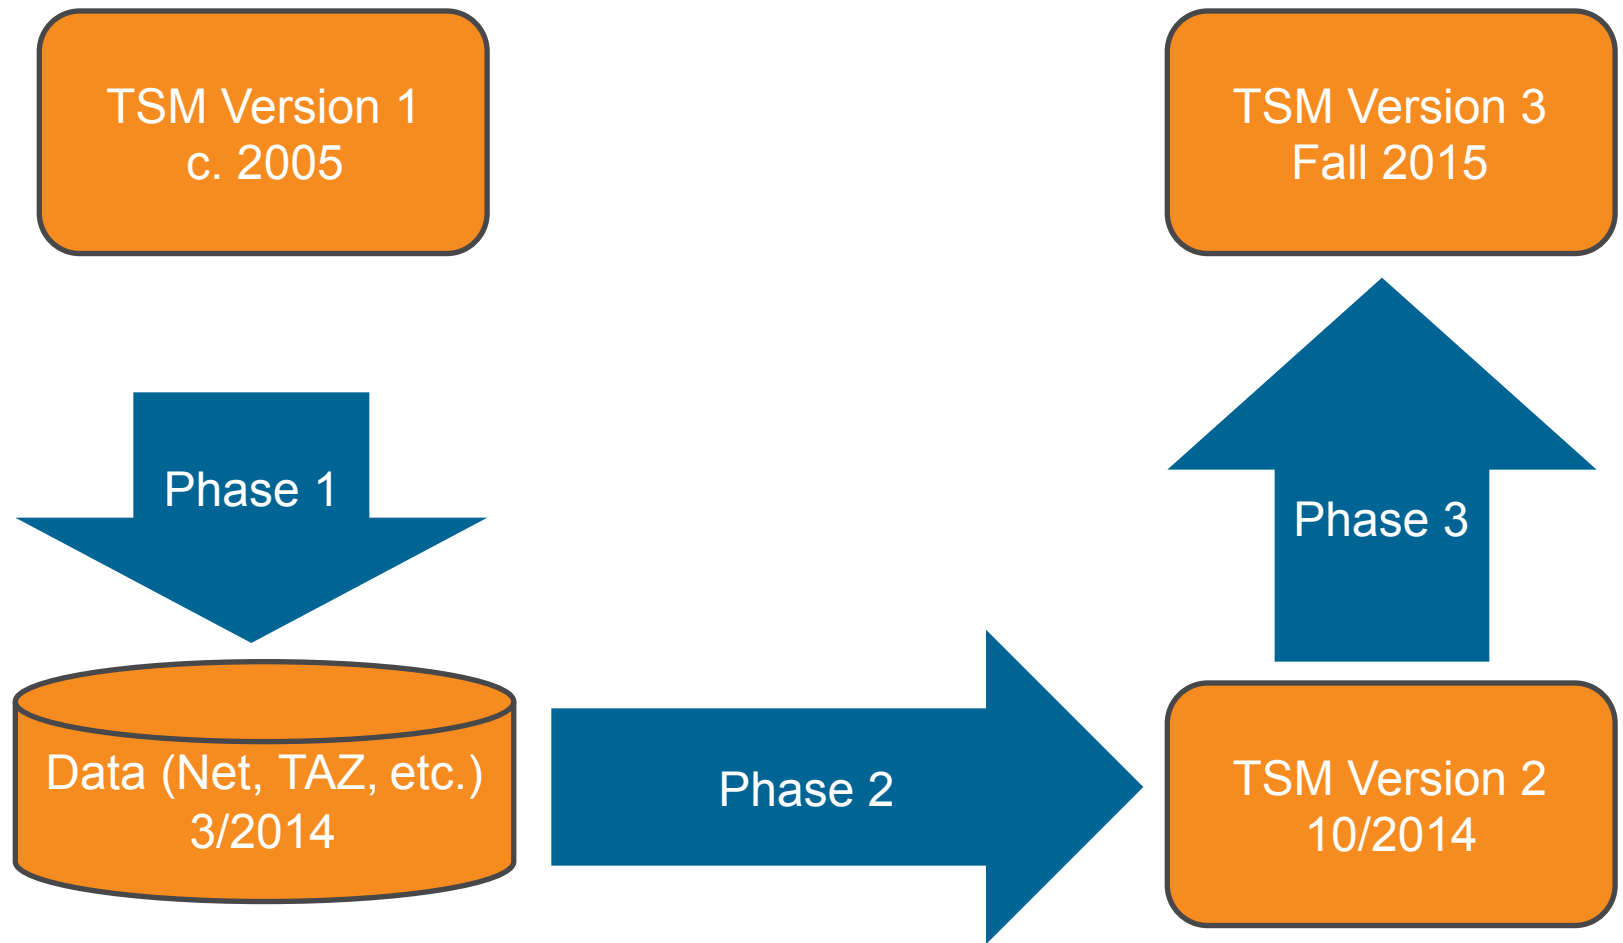 TSM Version 1
c. 2005
TSM Version 3
Fall 2015
Phase 1
Phase 3
Data (Net, TAZ, etc.)
3/2014
Phase 2
TSM Version 2
10/2014